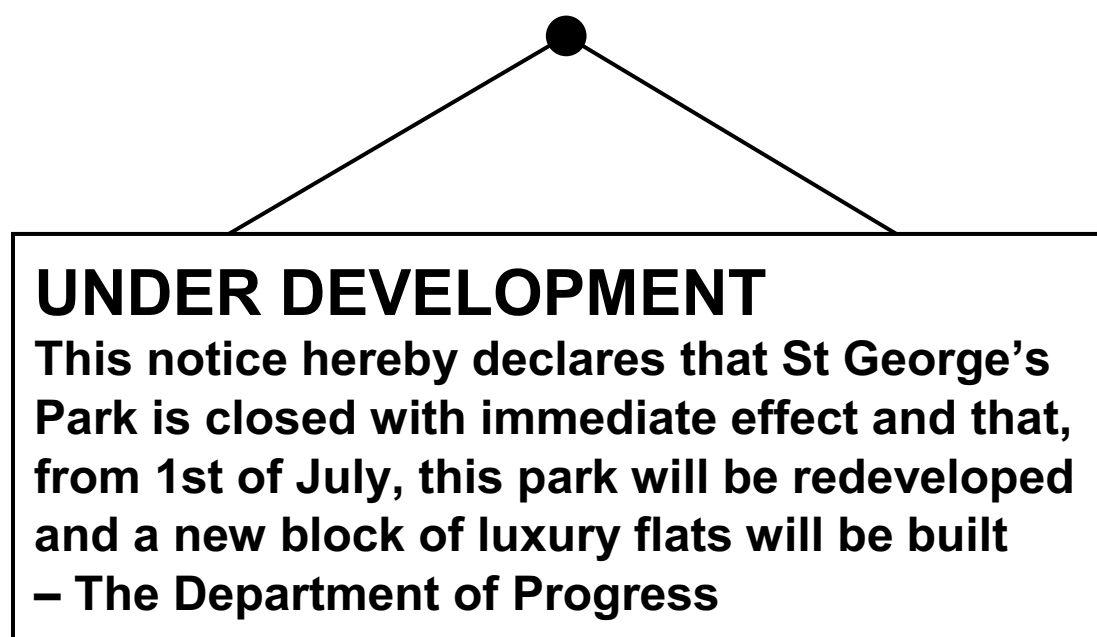 UNDER DEVELOPMENT
This notice hereby declares that St George’s
Park is closed with immediate effect and that,
from 1st of July, this park will be redeveloped
and a new block of luxury flats will be built
– The Department of Progress